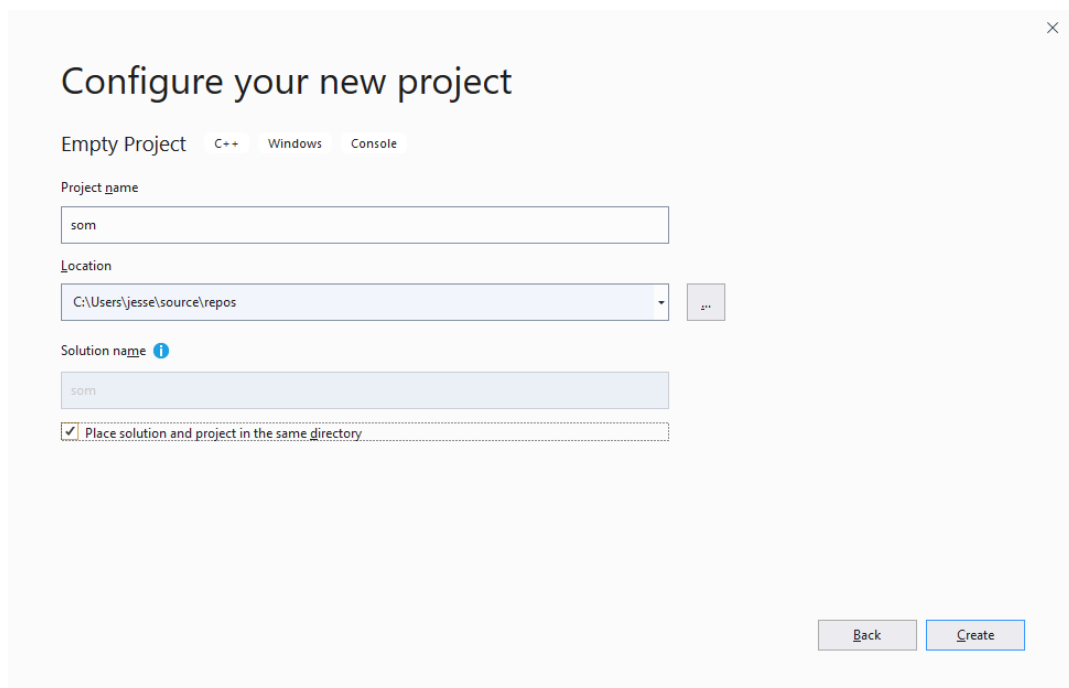 Configure your new project
Empty Project C++ Windows Console
Project name
som
Location
C:\Users\jesse\source\repos
...
Solution name
som
Place solution and project in the same directory
Back Create